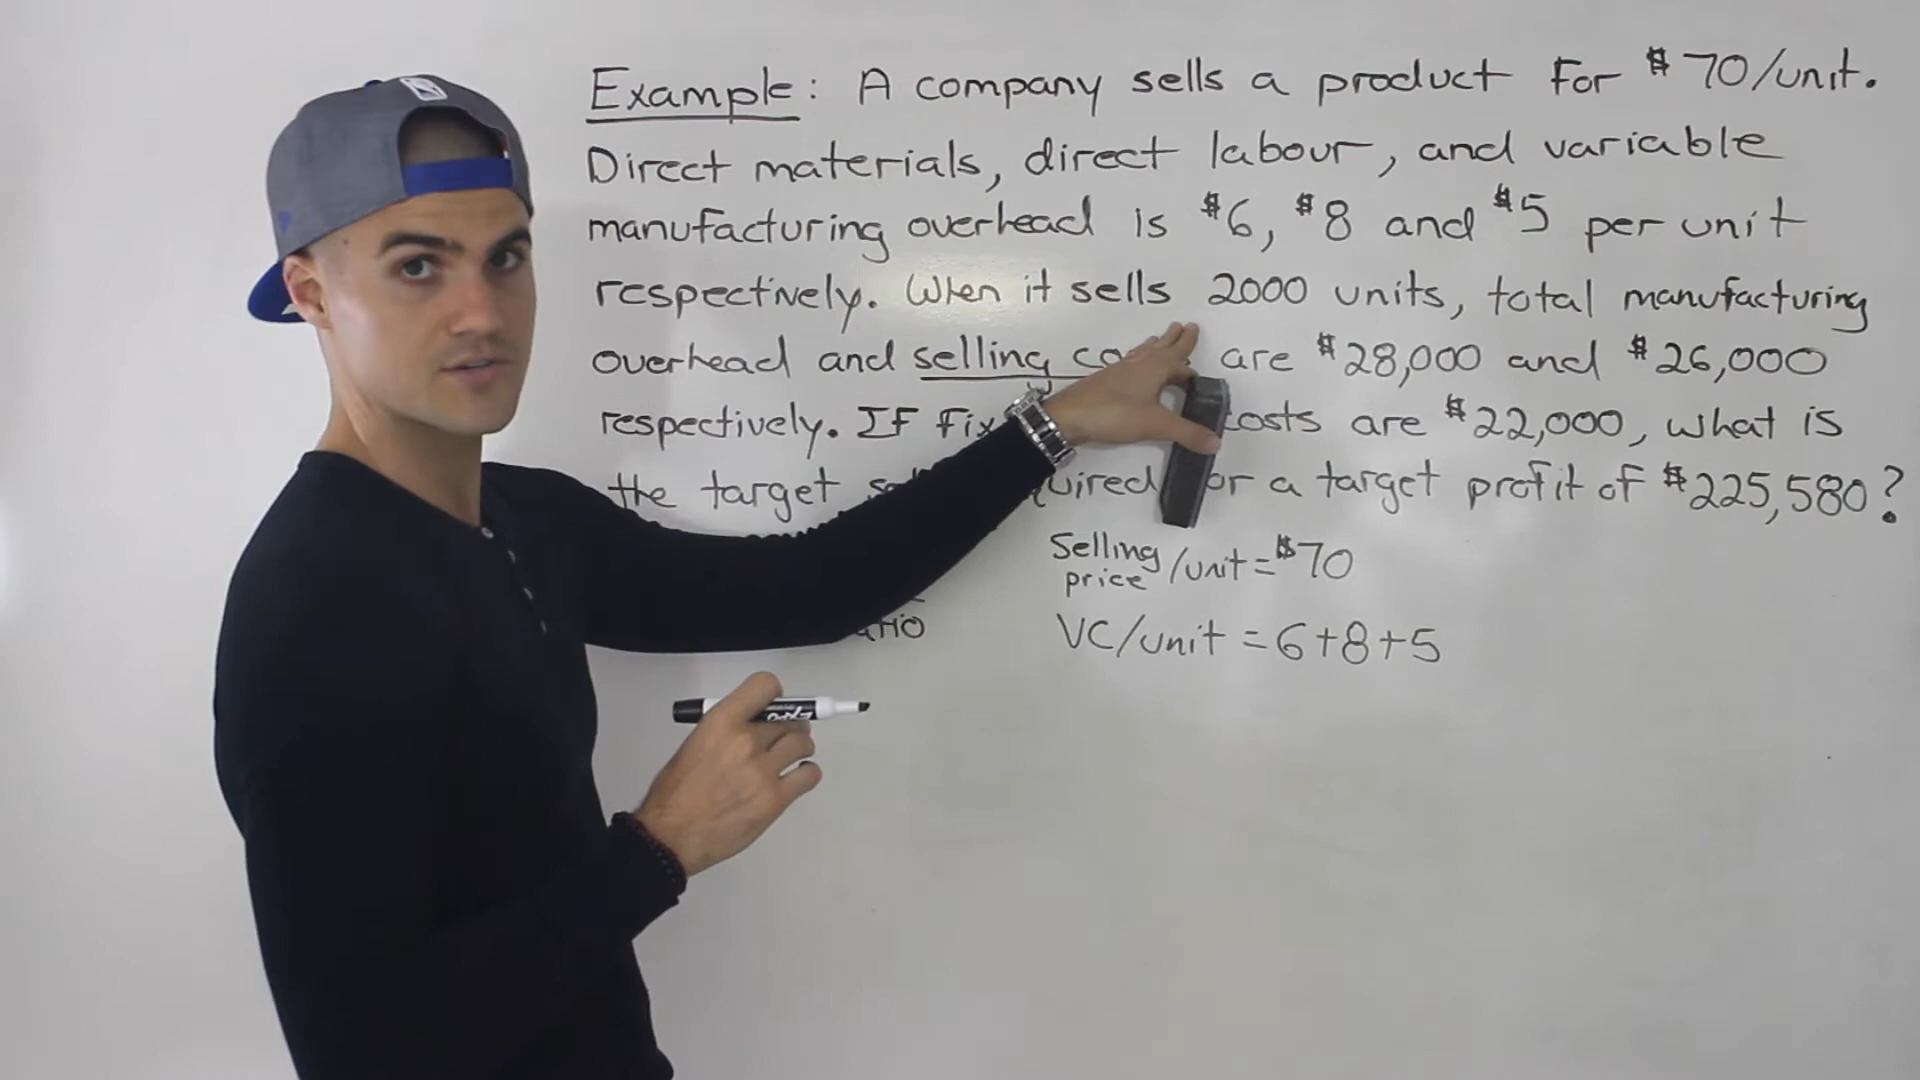 Example: A company sells a product for $70/unit.
Direct materials, direct labour, and variable
manufacturing overhead is $6, $8 and $5 per unit
respectively. When it sells 2000 units, total manufacturing
overhead and selling are $28,000 and $26,000
respectively. If costs are $22,000, what is
the target a target profit of $225,580?
Selling price /unit = $70
VC/unit = 6+8+5
EXPO